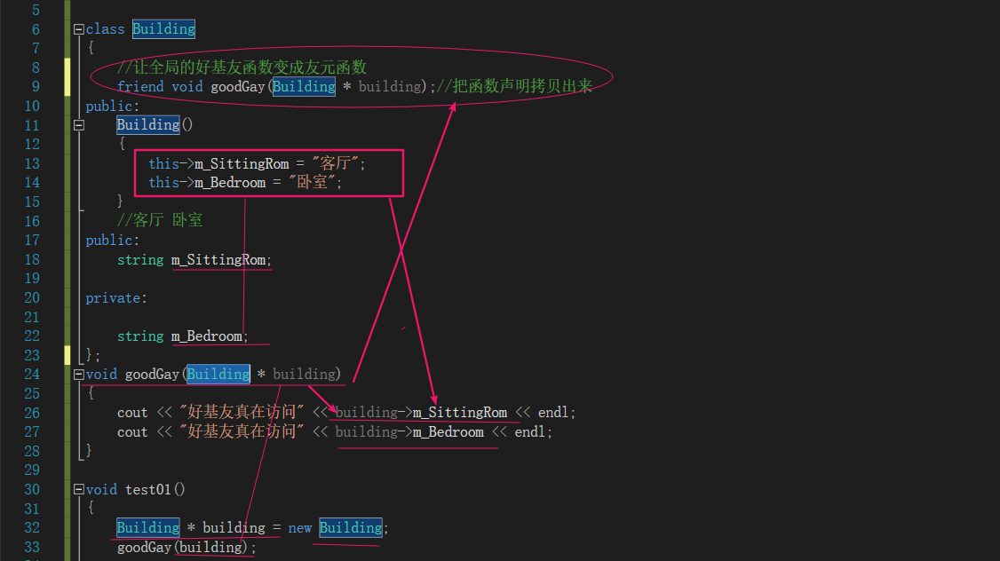 5
6 class Building
7 {
8 //让全局的好基友函数变成友元函数
9 friend void goodGay(Building * building);//把函数声明拷贝出来
10 public:
11 Building()
12 {
13 this->m_SittingRom = "客厅";
14 this->m_Bedroom = "卧室";
15 }
16 //客厅 卧室
17 public:
18 string m_SittingRom;
19
20 private:
21
22 string m_Bedroom;
23 };
24 void goodGay(Building * building)
25 {
26 cout << "好基友真在访问" << building->m_SittingRom << endl;
27 cout << "好基友真在访问" << building->m_Bedroom << endl;
28 }
29
30 void test01()
31 {
32 Building * building = new Building;
33 goodGay(building);